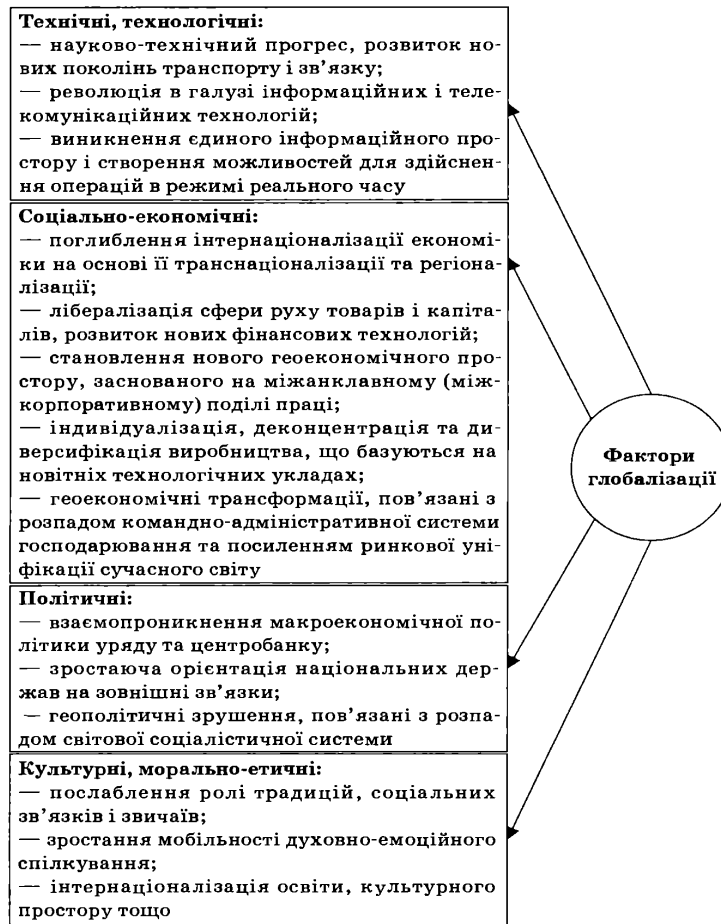 Технічні, технологічні:
— науково-технічний прогрес, розвиток но-
вих поколінь транспорту і зв’язку;
— революція в галузі інформаційних і теле-
комунікаційних технологій;
— виникнення єдиного інформаційного про-
стору і створення можливостей для здійснен-
ня операцій в режимі реального часу
Соціально-економічні:
— поглиблення інтернаціоналізації економі-
ки на основі її транснаціоналізації та регіона-
лізації;
— лібералізація сфери руху товарів і капіта-
лів, розвиток нових фінансових технологій;
— становлення нового геоекономічного про-
стору, заснованого на міжанклавному (між-
корпоративному) поділі праці;
— індивідуалізація, деконцентрація та ди-
версифікація виробництва, що базуються на
новітніх технологічних укладах;
— геоекономічні трансформації, пов’язані з
розпадом командно-адміністративної системи
господарювання та посиленням ринкової уні-
фікації сучасного світу
Політичні:
— взаємопроникнення макроекономічної по-
літики уряду та центробанку;
— зростаюча орієнтація національних дер-
жав на зовнішні зв’язки;
— геополітичні зрушення, пов’язані з розпа-
дом світової соціалістичної системи
Культурні, морально-етичні:
— послаблення ролі традицій, соціальних
зв’язків і звичаїв;
— зростання мобільності духовно-емоційного
спілкування;
— інтернаціоналізація освіти, культурного
простору тощо
Фактори
глобалізації